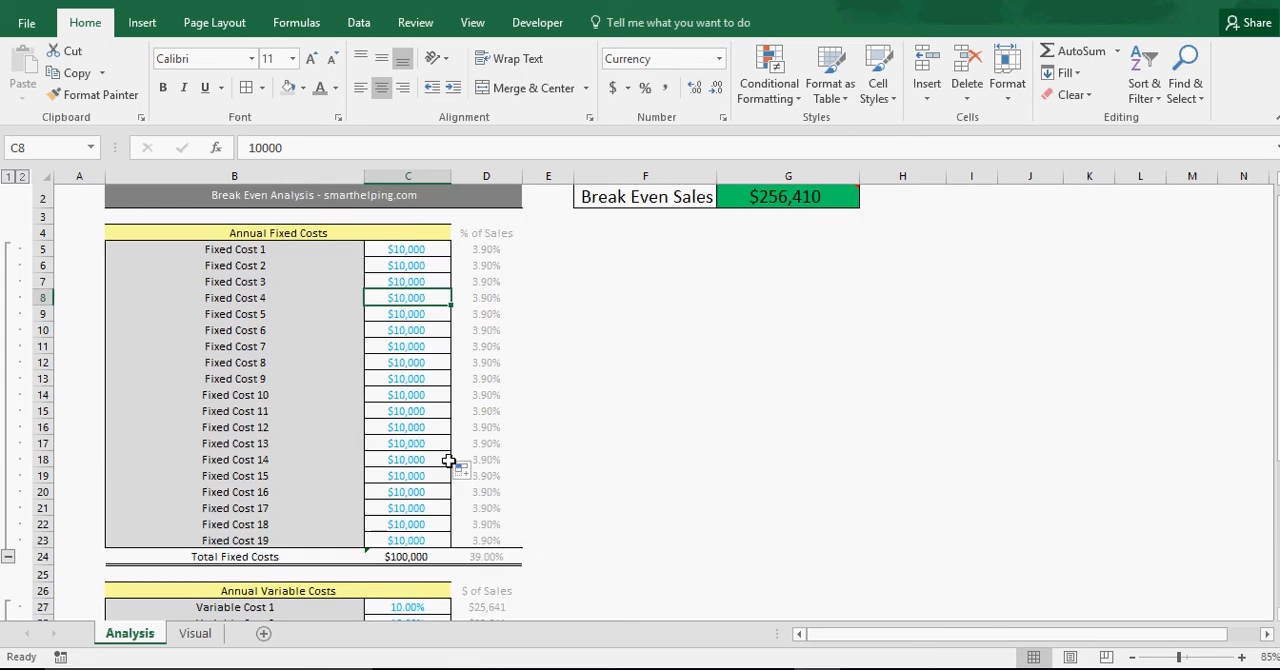 File Home Insert Page Layout Formulas Data Review View Developer Tell me what you want to do Share
Paste Cut Copy Format Painter Clipboard
Calibri 11 A A B I U A Font
Wrap Text Merge & Center Alignment
Currency $ % , Number
Conditional Formatting Format as Table Cell Styles Styles
Insert Delete Format Cells
AutoSum Fill Clear Sort & Filter Find & Select Editing
C8 fx 10000
1 2 A B C D E F G H I J K L M N
2 Break Even Analysis - smarthelping.com Break Even Sales $256,410
3
4 Annual Fixed Costs % of Sales
5 Fixed Cost 1 $10,000 3.90%
6 Fixed Cost 2 $10,000 3.90%
7 Fixed Cost 3 $10,000 3.90%
8 Fixed Cost 4 $10,000 3.90%
9 Fixed Cost 5 $10,000 3.90%
10 Fixed Cost 6 $10,000 3.90%
11 Fixed Cost 7 $10,000 3.90%
12 Fixed Cost 8 $10,000 3.90%
13 Fixed Cost 9 $10,000 3.90%
14 Fixed Cost 10 $10,000 3.90%
15 Fixed Cost 11 $10,000 3.90%
16 Fixed Cost 12 $10,000 3.90%
17 Fixed Cost 13 $10,000 3.90%
18 Fixed Cost 14 $10,000 3.90%
19 Fixed Cost 15 $10,000 3.90%
20 Fixed Cost 16 $10,000 3.90%
21 Fixed Cost 17 $10,000 3.90%
22 Fixed Cost 18 $10,000 3.90%
23 Fixed Cost 19 $10,000 3.90%
24 Total Fixed Costs $100,000 39.00%
25
26 Annual Variable Costs $ of Sales
27 Variable Cost 1 10.00% $25,641
Analysis Visual
Ready 85%